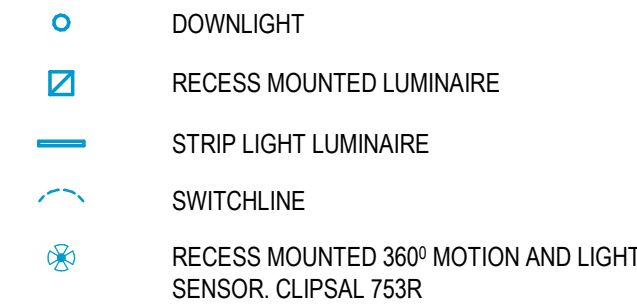 DOWNLIGHT
RECESS MOUNTED LUMINAIRE
STRIP LIGHT LUMINAIRE
SWITCHLINE
RECESS MOUNTED 360⁰ MOTION AND LIGHT
SENSOR. CLIPSAL 753R